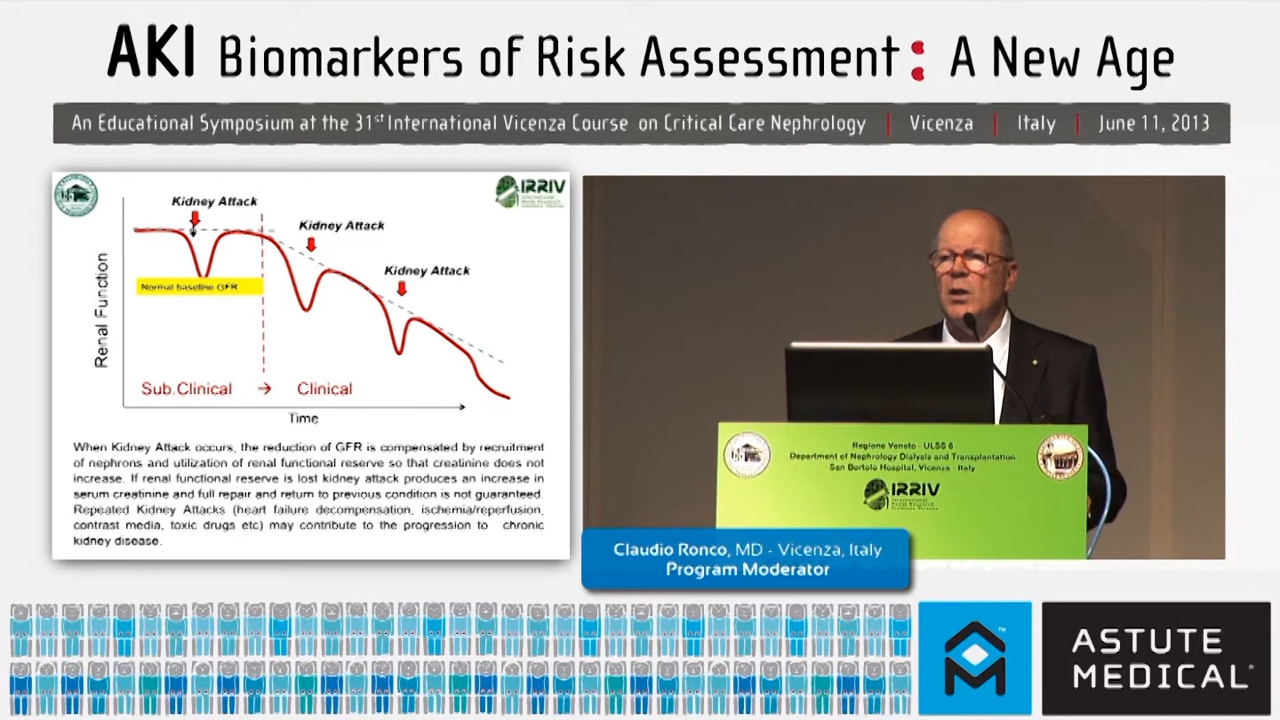 AKI Biomarkers of Risk Assessment: A New Age
An Educational Symposium at the 31st International Vicenza Course on Critical Care Nephrology | Vicenza | Italy | June 11, 2013
IRRIV
Kidney Attack
Kidney Attack
Kidney Attack
Normal baseline GFR
Renal Function
Sub.Clinical → Clinical
Time
When Kidney Attack occurs, the reduction of GFR is compensated by recruitment
of nephrons and utilization of renal functional reserve so that creatinine does not
increase. If renal functional reserve is lost kidney attack produces an increase in
serum creatinine and full repair and return to previous condition is not guaranteed.
Repeated Kidney Attacks (heart failure decompensation, ischemia/reperfusion,
contrast media, toxic drugs etc) may contribute to the progression to chronic
kidney disease.
Regione Veneto - ULSS 6
Department of Nephrology Dialysis and Transplantation
San Bortolo Hospital, Vicenza - Italy
IRRIV
Claudio Ronco, MD - Vicenza, Italy
Program Moderator
™
ASTUTE
MEDICAL®